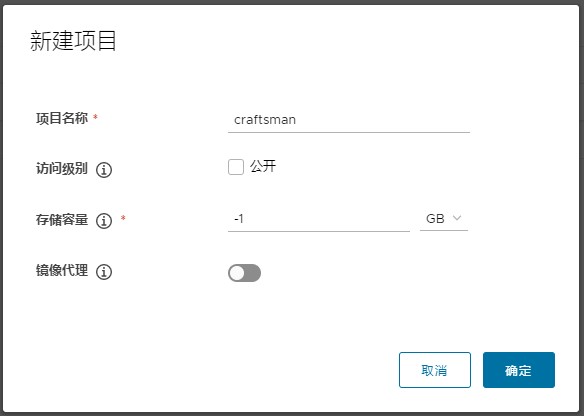 新建项目
项目名称 * craftsman
访问级别 公开
存储容量 * -1 GB
镜像代理
取消 确定